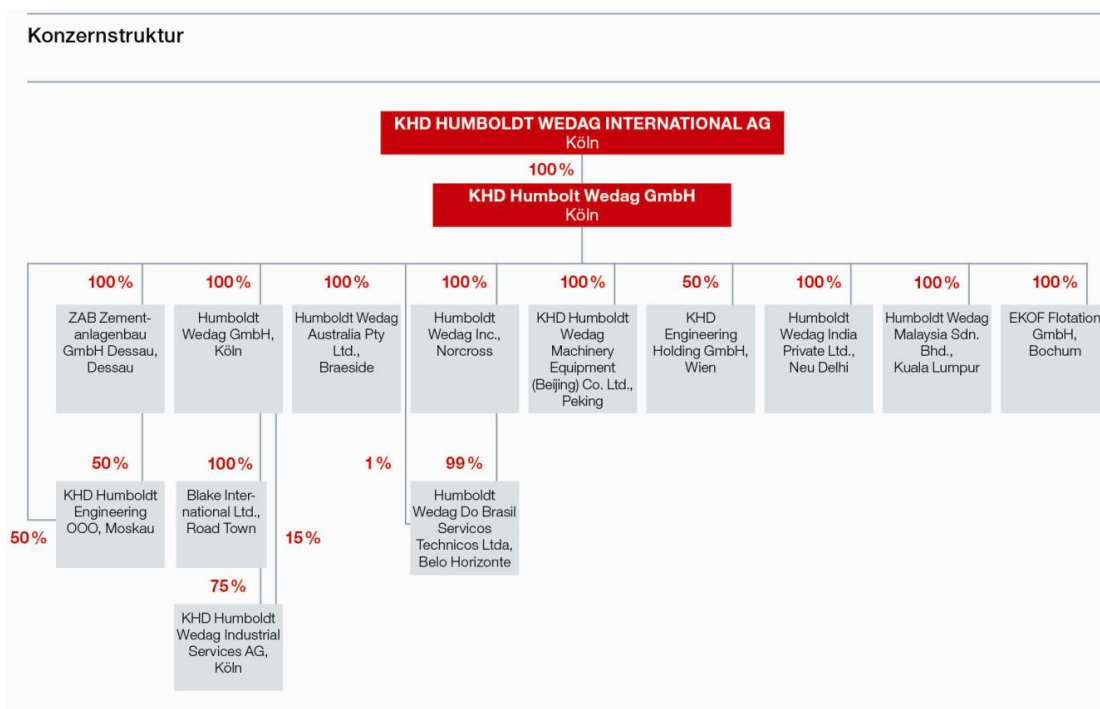 Konzernstruktur
KHD HUMBOLDT WEDAG INTERNATIONAL AG
Köln
100 %
KHD Humbolt Wedag GmbH
Köln
100 %
100 %
100 %
100 %
100 %
50 %
100 %
100 %
100 %
ZAB Zement-
anlagenbau
GmbH Dessau,
Dessau
Humboldt
Wedag GmbH,
Köln
Humboldt Wedag
Australia Pty
Ltd.,
Braeside
Humboldt
Wedag Inc.,
Norcross
KHD Humboldt
Wedag
Machinery
Equipment
(Beijing) Co. Ltd.,
Peking
KHD
Engineering
Holding GmbH,
Wien
Humboldt
Wedag India
Private Ltd.,
Neu Delhi
Humboldt Wedag
Malaysia Sdn.
Bhd.,
Kuala Lumpur
EKOF Flotation
GmbH,
Bochum
50 %
100 %
1 %
99 %
KHD Humboldt
Engineering
OOO, Moskau
Blake Inter-
national Ltd.,
Road Town
Humboldt
Wedag Do Brasil
Servicos
Technicos Ltda,
Belo Horizonte
50 %
15 %
75 %
KHD Humboldt
Wedag Industrial
Services AG,
Köln